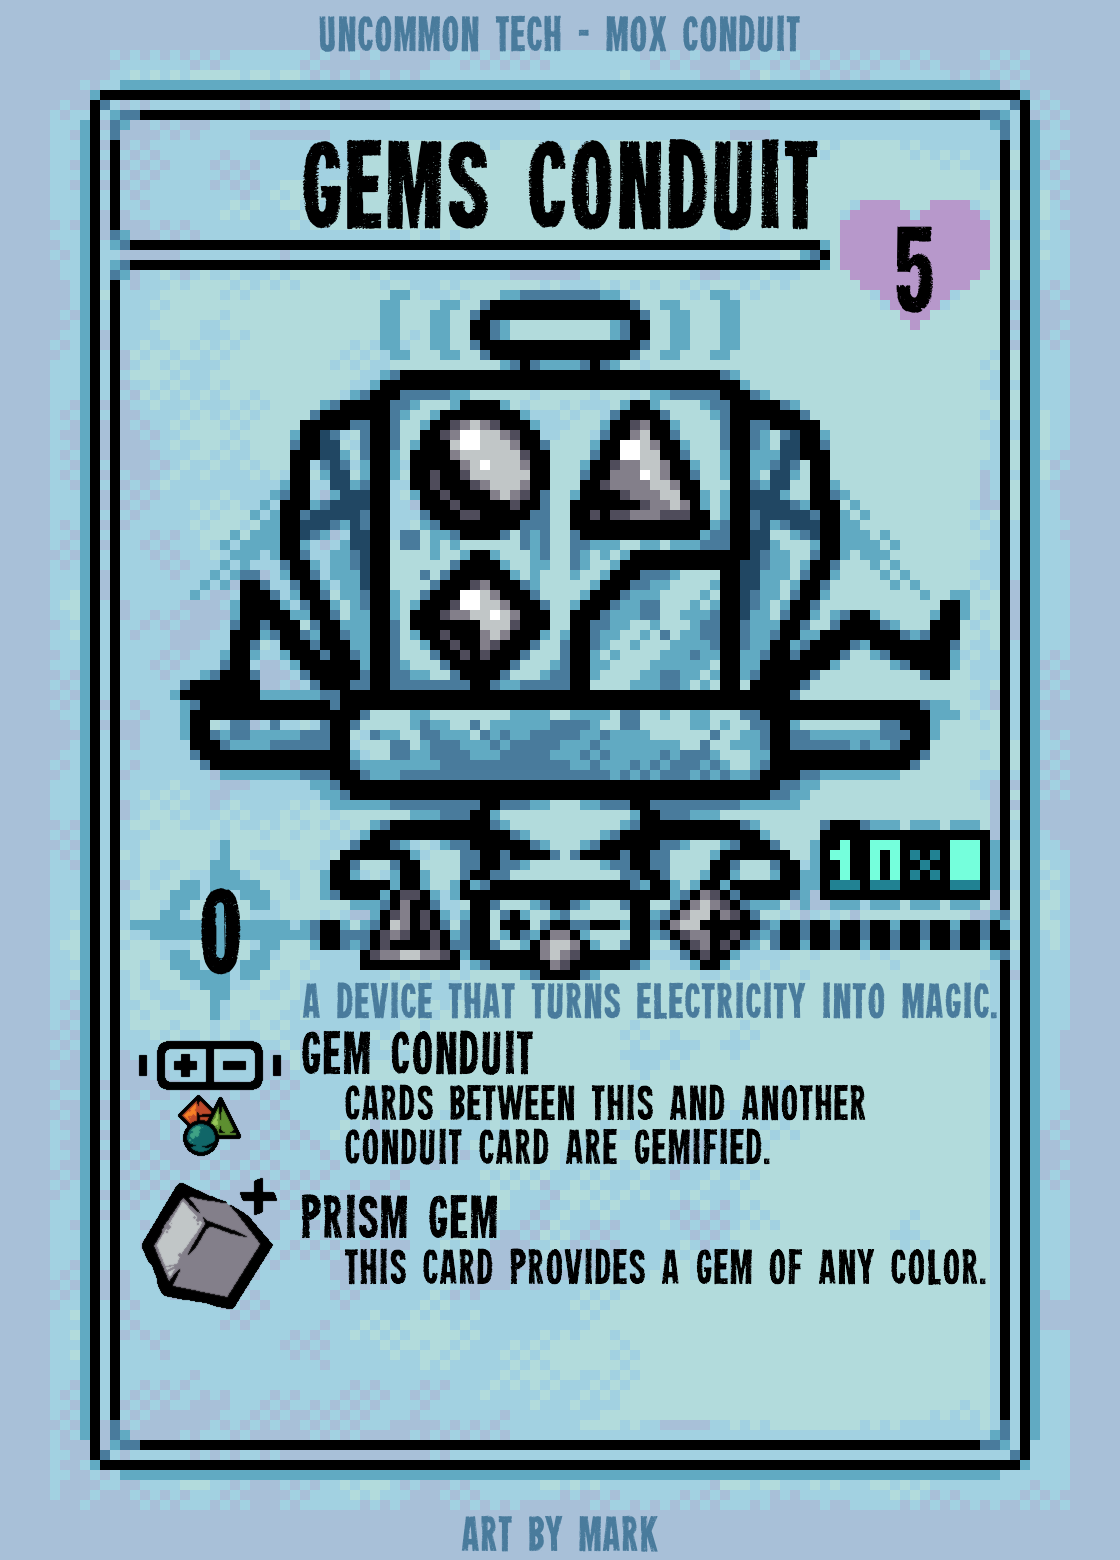 UNCOMMON TECH - MOX CONDUIT
GEMS CONDUIT
5
10x
0
A DEVICE THAT TURNS ELECTRICITY INTO MAGIC.
GEM CONDUIT
CARDS BETWEEN THIS AND ANOTHER
CONDUIT CARD ARE GEMIFIED.
PRISM GEM
THIS CARD PROVIDES A GEM OF ANY COLOR.
ART BY MARK